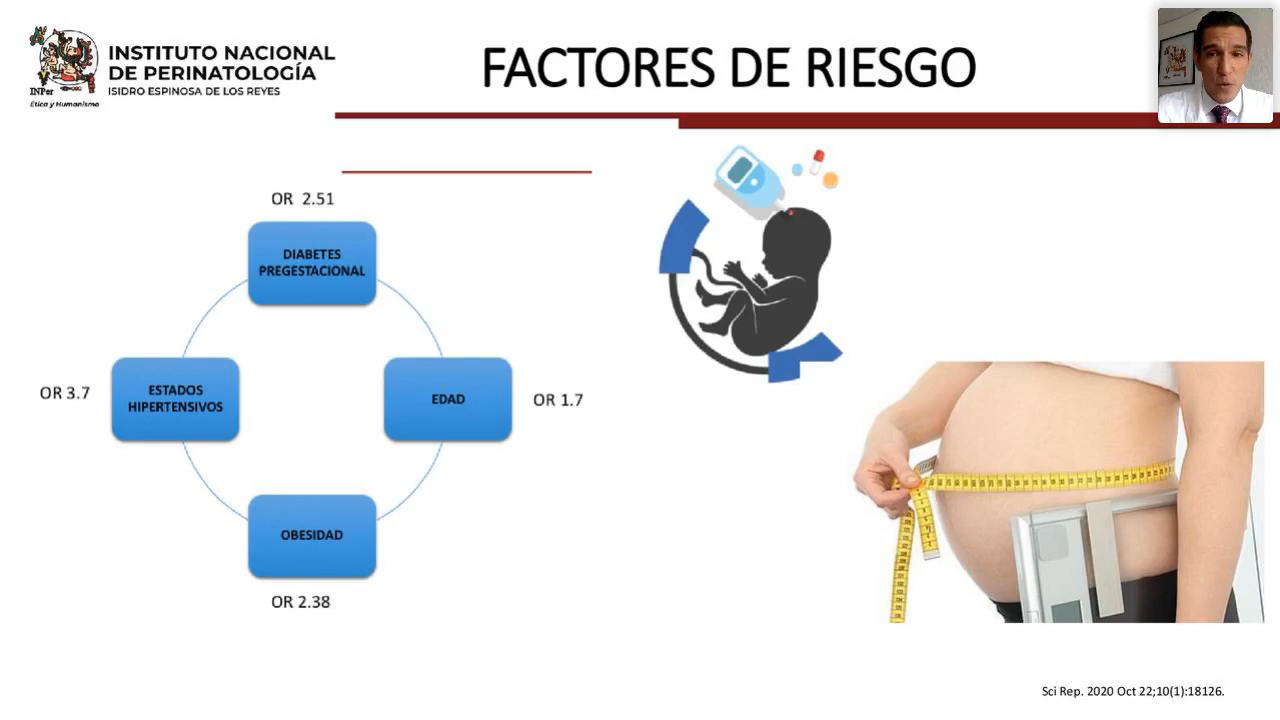 INSTITUTO NACIONAL
DE PERINATOLOGÍA
ISIDRO ESPINOSA DE LOS REYES
INPer
Ética y Humanismo
FACTORES DE RIESGO
OR 2.51
DIABETES
PREGESTACIONAL
OR 3.7
ESTADOS
HIPERTENSIVOS
EDAD
OR 1.7
OBESIDAD
OR 2.38
Sci Rep. 2020 Oct 22;10(1):18126.